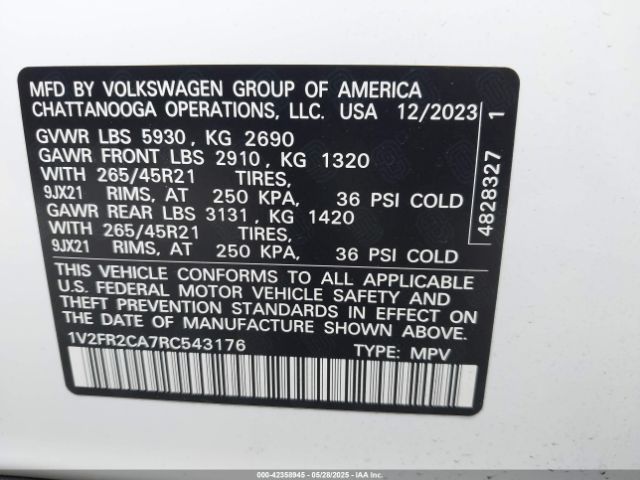 MFD BY VOLKSWAGEN GROUP OF AMERICA
CHATTANOOGA OPERATIONS, LLC. USA 12/2023
GVWR LBS 5930, KG 2690
GAWR FRONT LBS 2910, KG 1320
WITH 265/45R21 TIRES,
9JX21 RIMS, AT 250 KPA, 36 PSI COLD
GAWR REAR LBS 3131, KG 1420
WITH 265/45R21 TIRES,
9JX21 RIMS, AT 250 KPA, 36 PSI COLD
THIS VEHICLE CONFORMS TO ALL APPLICABLE
U.S. FEDERAL MOTOR VEHICLE SAFETY AND
THEFT PREVENTION STANDARDS IN EFFECT ON
THE DATE OF MANUFACTURE SHOWN ABOVE.
1V2FR2CA7RC543176 TYPE: MPV
4828327 1
000-42358945 - 05/28/2025 - IAA Inc.